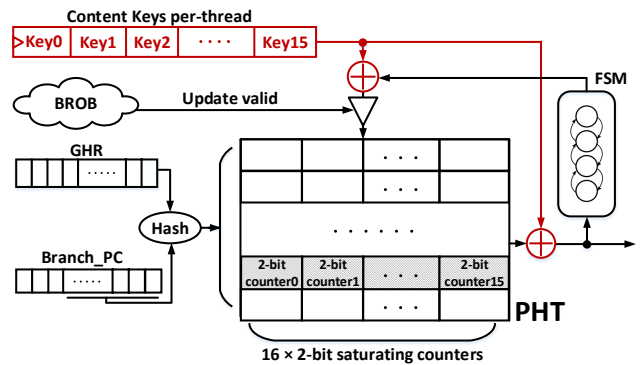 Content Keys per-thread
Key0 Key1 Key2 · · · · Key15
FSM
BROB
Update valid
GHR
·····
· · ·
· · ·
Hash
· · · · · ·
Branch_PC
·····
2-bit counter0
2-bit counter1
· · ·
2-bit counter15
· · ·
PHT
16 × 2-bit saturating counters